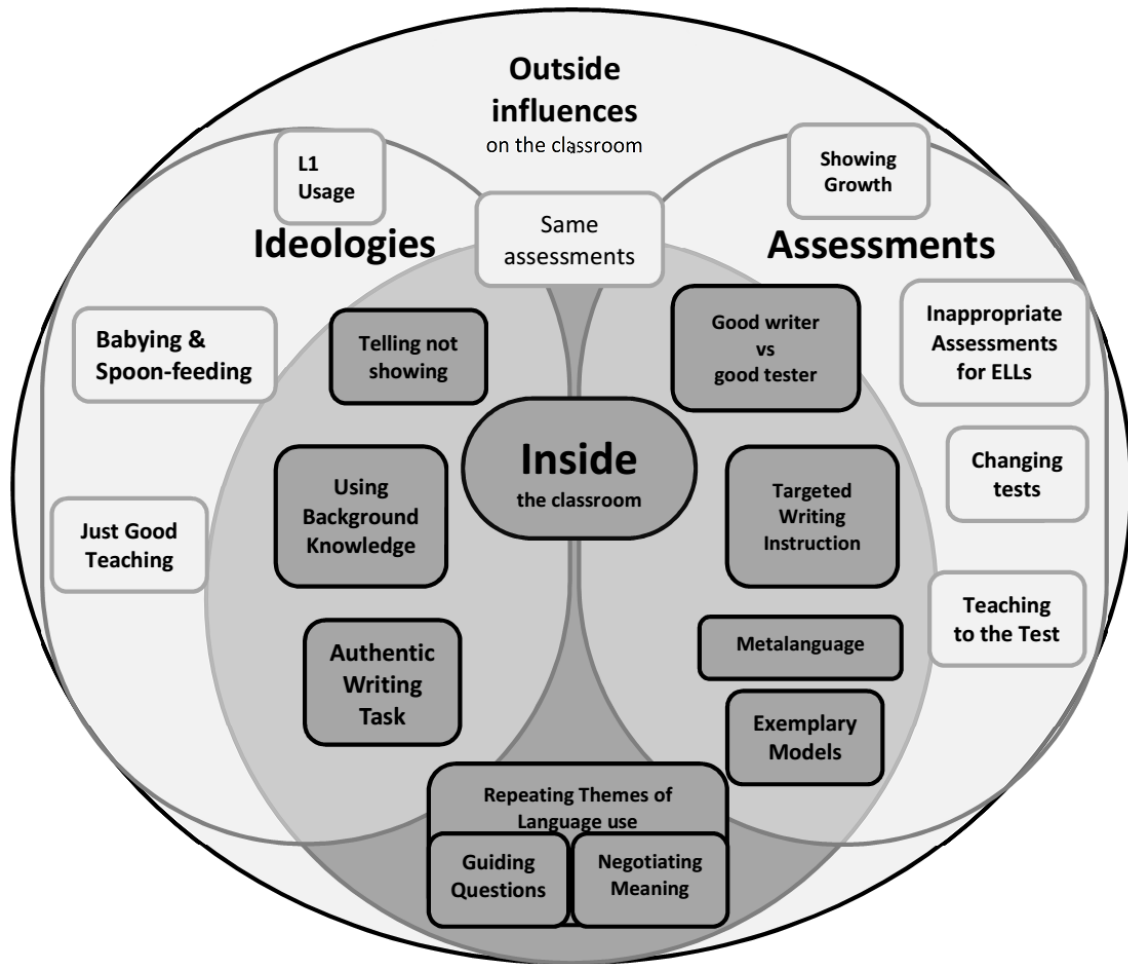 Outside
influences
on the classroom
L1
Usage
Showing
Growth
Ideologies
Same
assessments
Assessments
Babying &
Spoon-feeding
Telling not
showing
Good writer
vs
good tester
Inappropriate
Assessments
for ELLs
Inside
the classroom
Using
Background
Knowledge
Targeted
Writing
Instruction
Changing
tests
Just Good
Teaching
Authentic
Writing
Task
Metalanguage
Teaching
to the Test
Exemplary
Models
Repeating Themes of
Language use
Guiding
Questions
Negotiating
Meaning